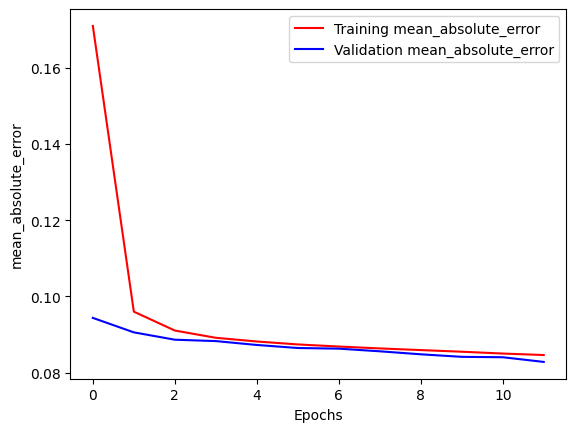 Training mean_absolute_error
Validation mean_absolute_error
mean_absolute_error
0.16
0.14
0.12
0.10
0.08
0 2 4 6 8 10
Epochs